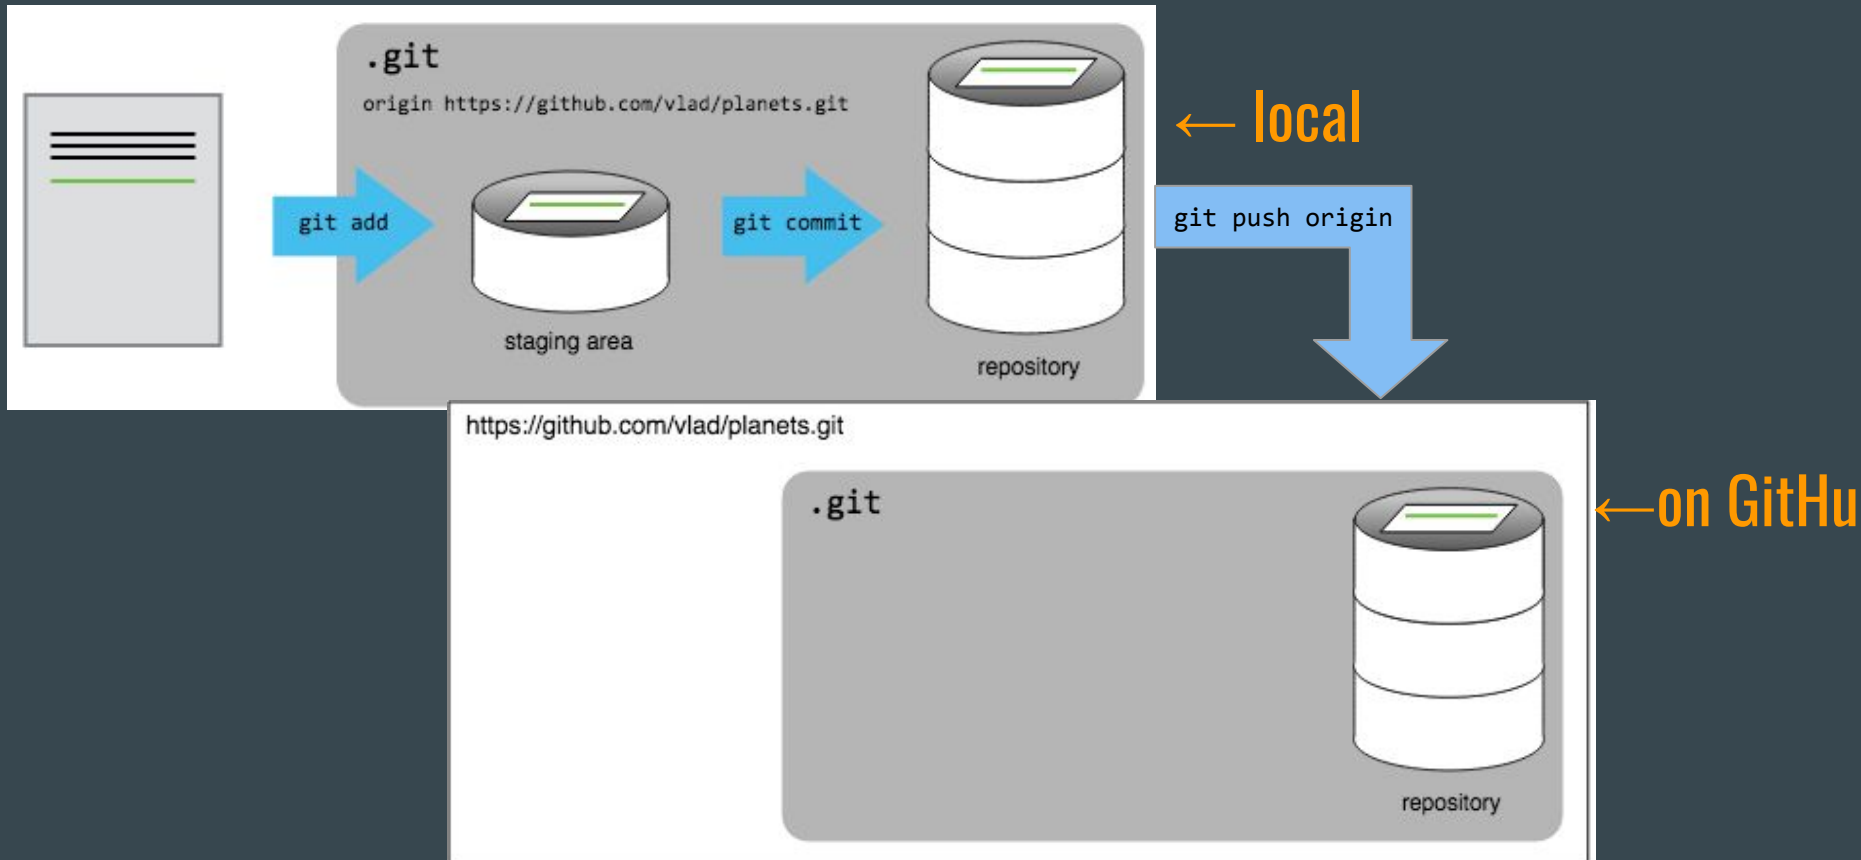 .git
origin https://github.com/vlad/planets.git
← local
git add
git commit
git push origin
staging area
repository
https://github.com/vlad/planets.git
.git
←on GitHu
repository